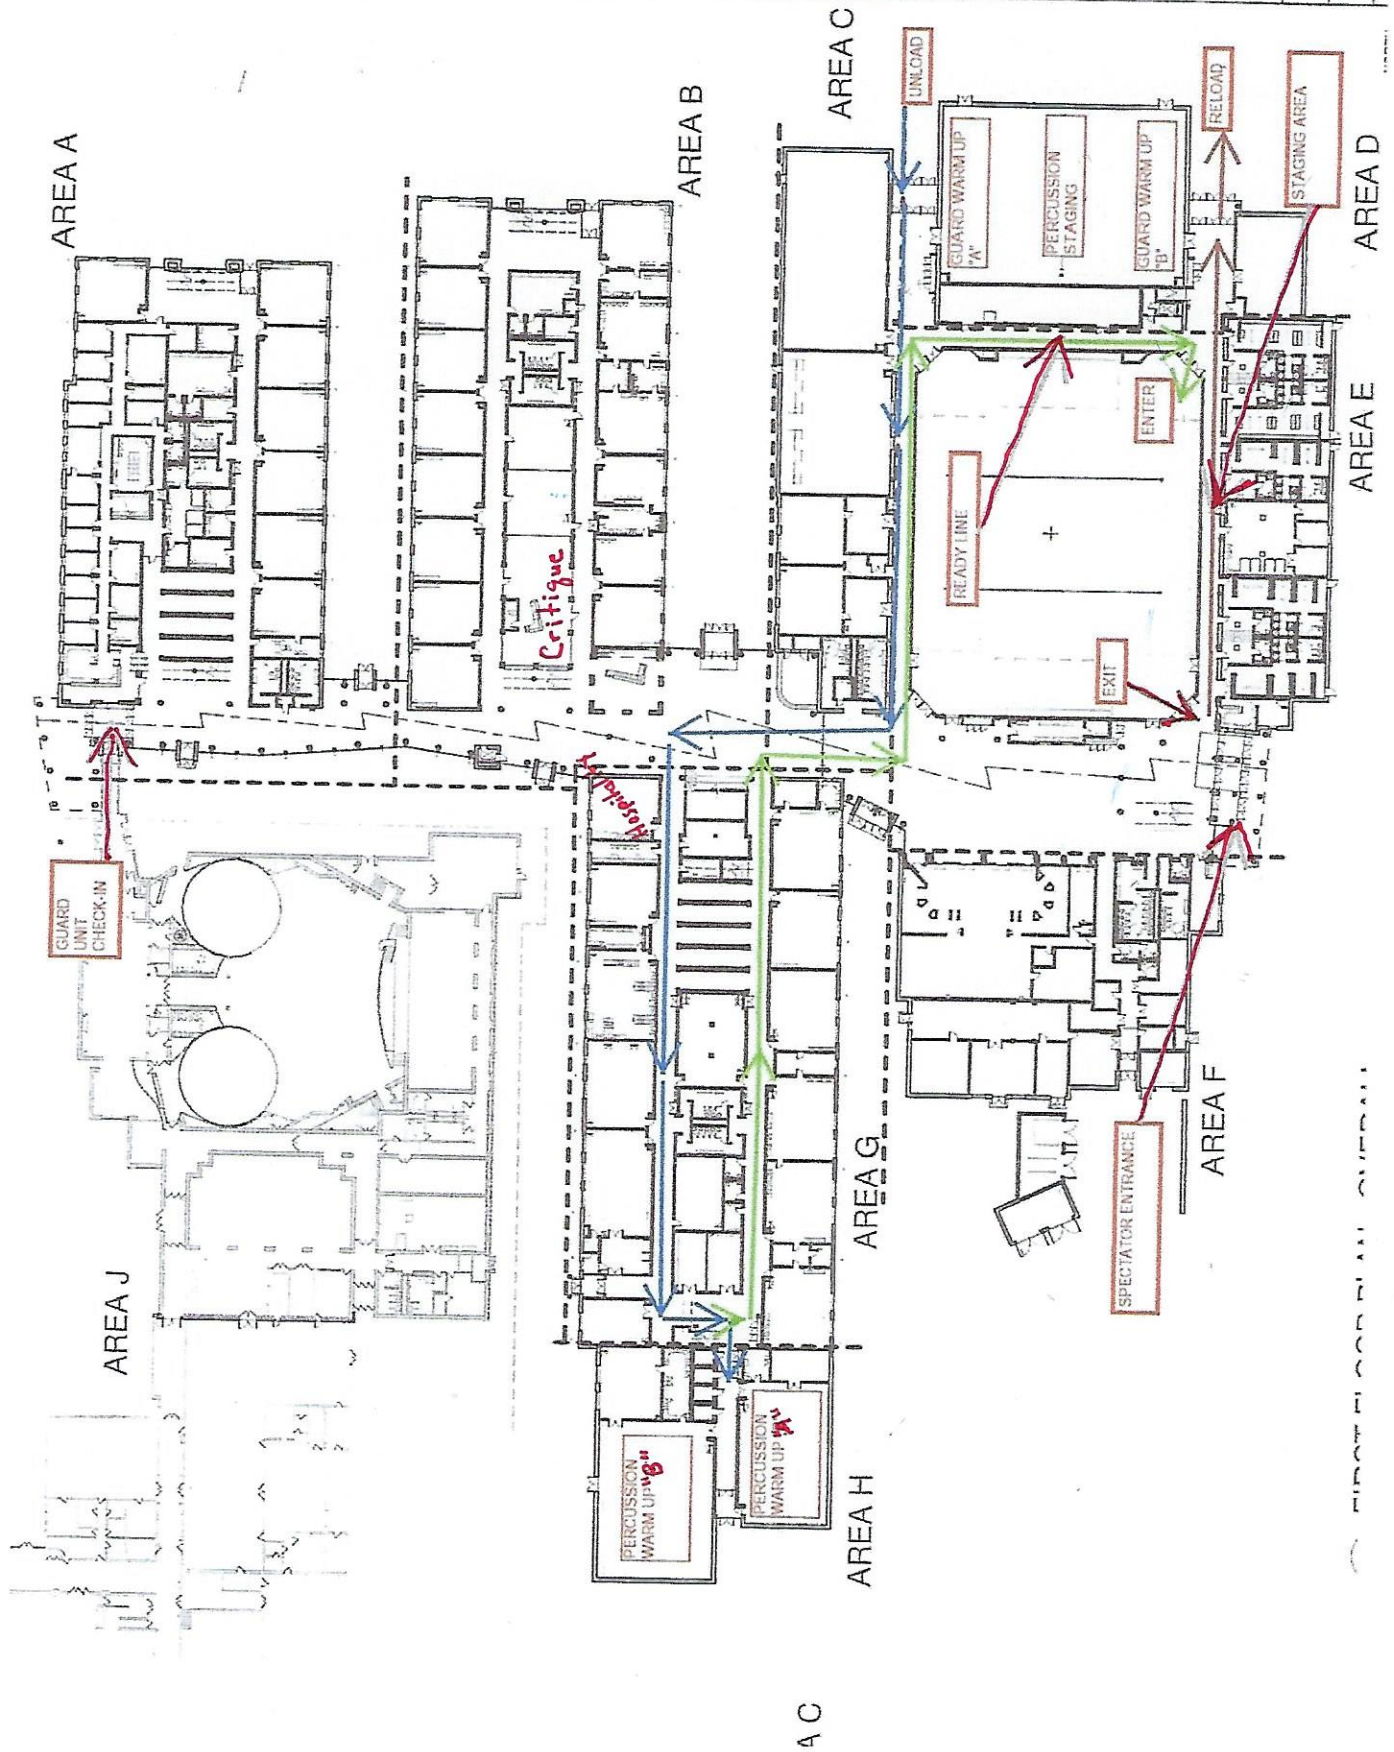 AREA A
AREA B
AREA C
UNLOAD
GUARD WARM UP
"A"
PERCUSSION
STAGING
GUARD WARM UP
"B"
RELOAD
STAGING AREA
AREA D
ENTER
READY LINE
AREA E
EXIT
Critique
Hospitality
GUARD
UNIT
CHECK-IN
AREA J
AREA G
AREA F
SPECTATOR ENTRANCE
PERCUSSION
WARM UP "B"
PERCUSSION
WARM UP "A"
AREA H
A C